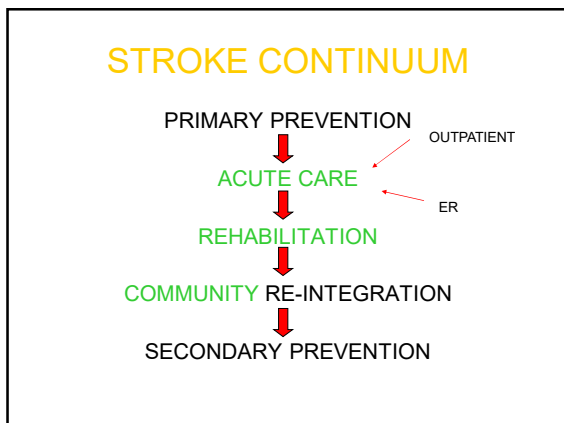 STROKE CONTINUUM
PRIMARY PREVENTION
OUTPATIENT
ACUTE CARE
ER
REHABILITATION
COMMUNITY RE-INTEGRATION
SECONDARY PREVENTION